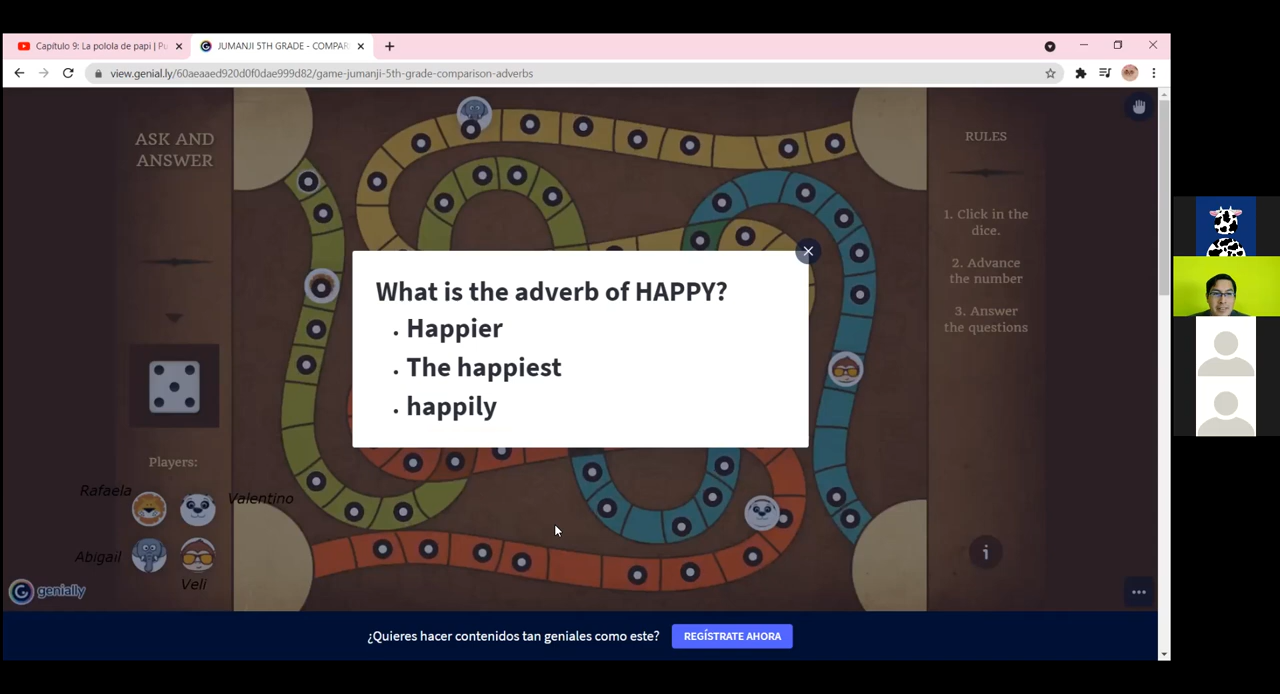 Capítulo 9: La polola de papi | Pu
JUMANJI 5TH GRADE - COMPAR
view.genial.ly/60aeaaed920d0f0dae999d82/game-jumanji-5th-grade-comparison-adverbs
ASK AND
ANSWER
RULES
1. Click in the
dice.
2. Advance
the number
3. Answer
the questions
What is the adverb of HAPPY?
• Happier
• The happiest
• happily
Players:
Rafaela
Valentino
Abigail
Veli
genially
¿Quieres hacer contenidos tan geniales como este?
REGÍSTRATE AHORA